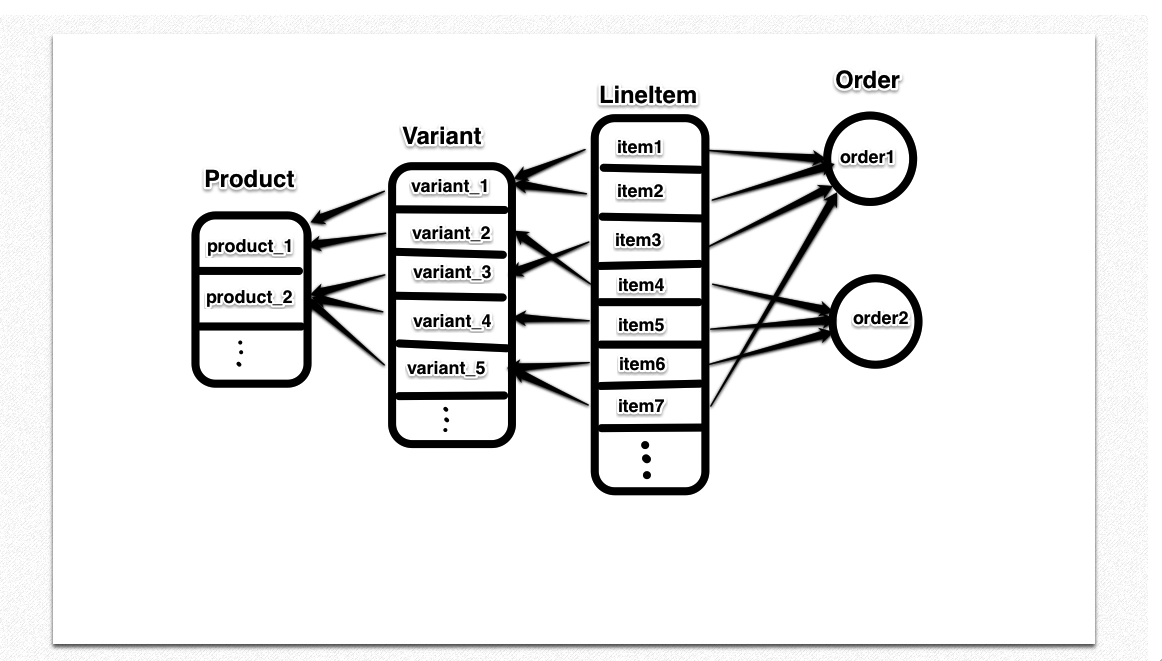 Product
product_1
product_2
Variant
variant_1
variant_2
variant_3
variant_4
variant_5
LineItem
item1
item2
item3
item4
item5
item6
item7
Order
order1
order2